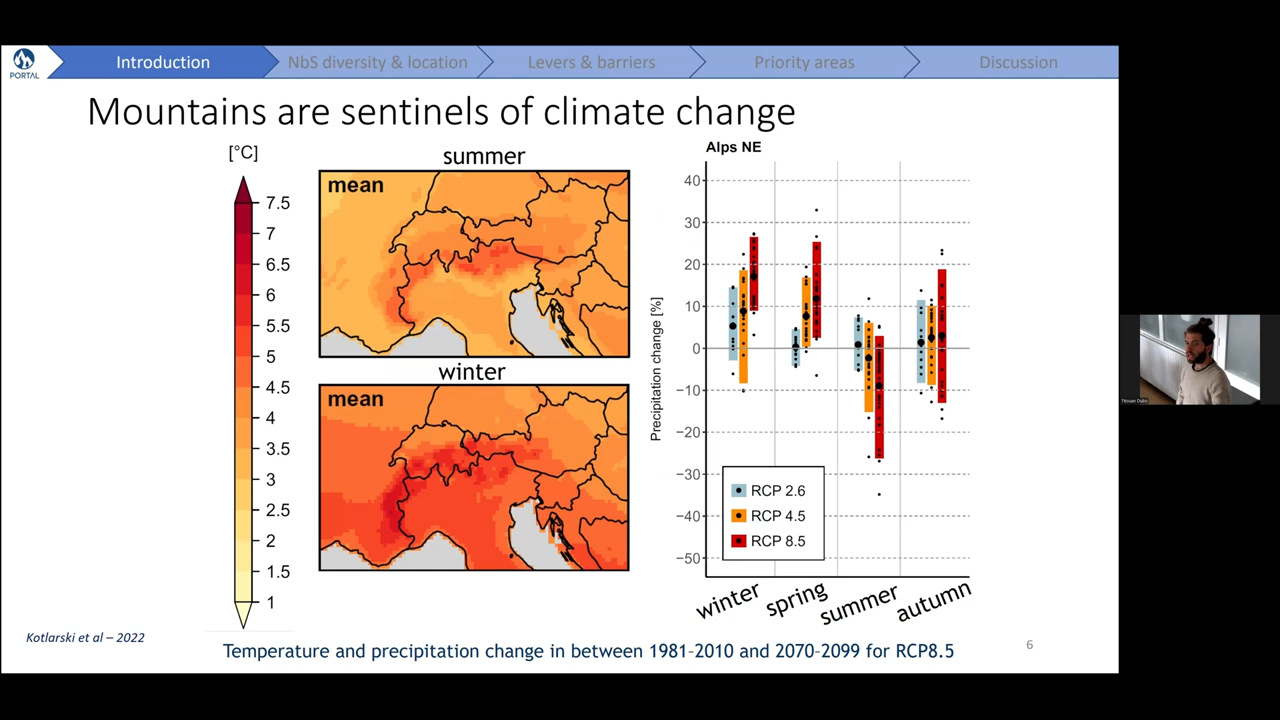 PORTAL
Introduction
NbS diversity & location
Levers & barriers
Priority areas
Discussion
Mountains are sentinels of climate change
[°C]
7.5
7
6.5
6
5.5
5
4.5
4
3.5
3
2.5
2
1.5
1
summer
mean
winter
mean
Alps NE
Precipitation change [%]
40
30
20
10
0
−10
−20
−30
−40
−50
RCP 2.6
RCP 4.5
RCP 8.5
winter
spring
summer
autumn
Kotlarski et al – 2022
Temperature and precipitation change in between 1981-2010 and 2070-2099 for RCP8.5
6
Titouan Dubo